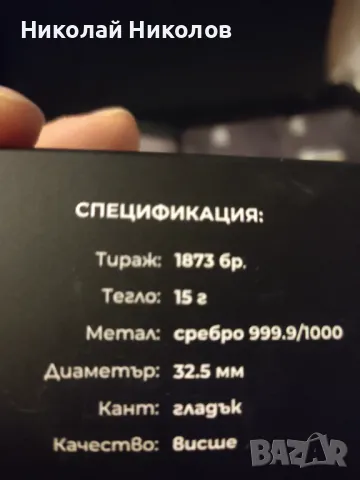 Николай Николов
СПЕЦИФИКАЦИЯ:
Тираж: 1873 бр.
Тегло: 15 г
Метал: сребро 999.9/1000
Диаметър: 32.5 мм
Кант: гладък
Качество: висше
BAZAR